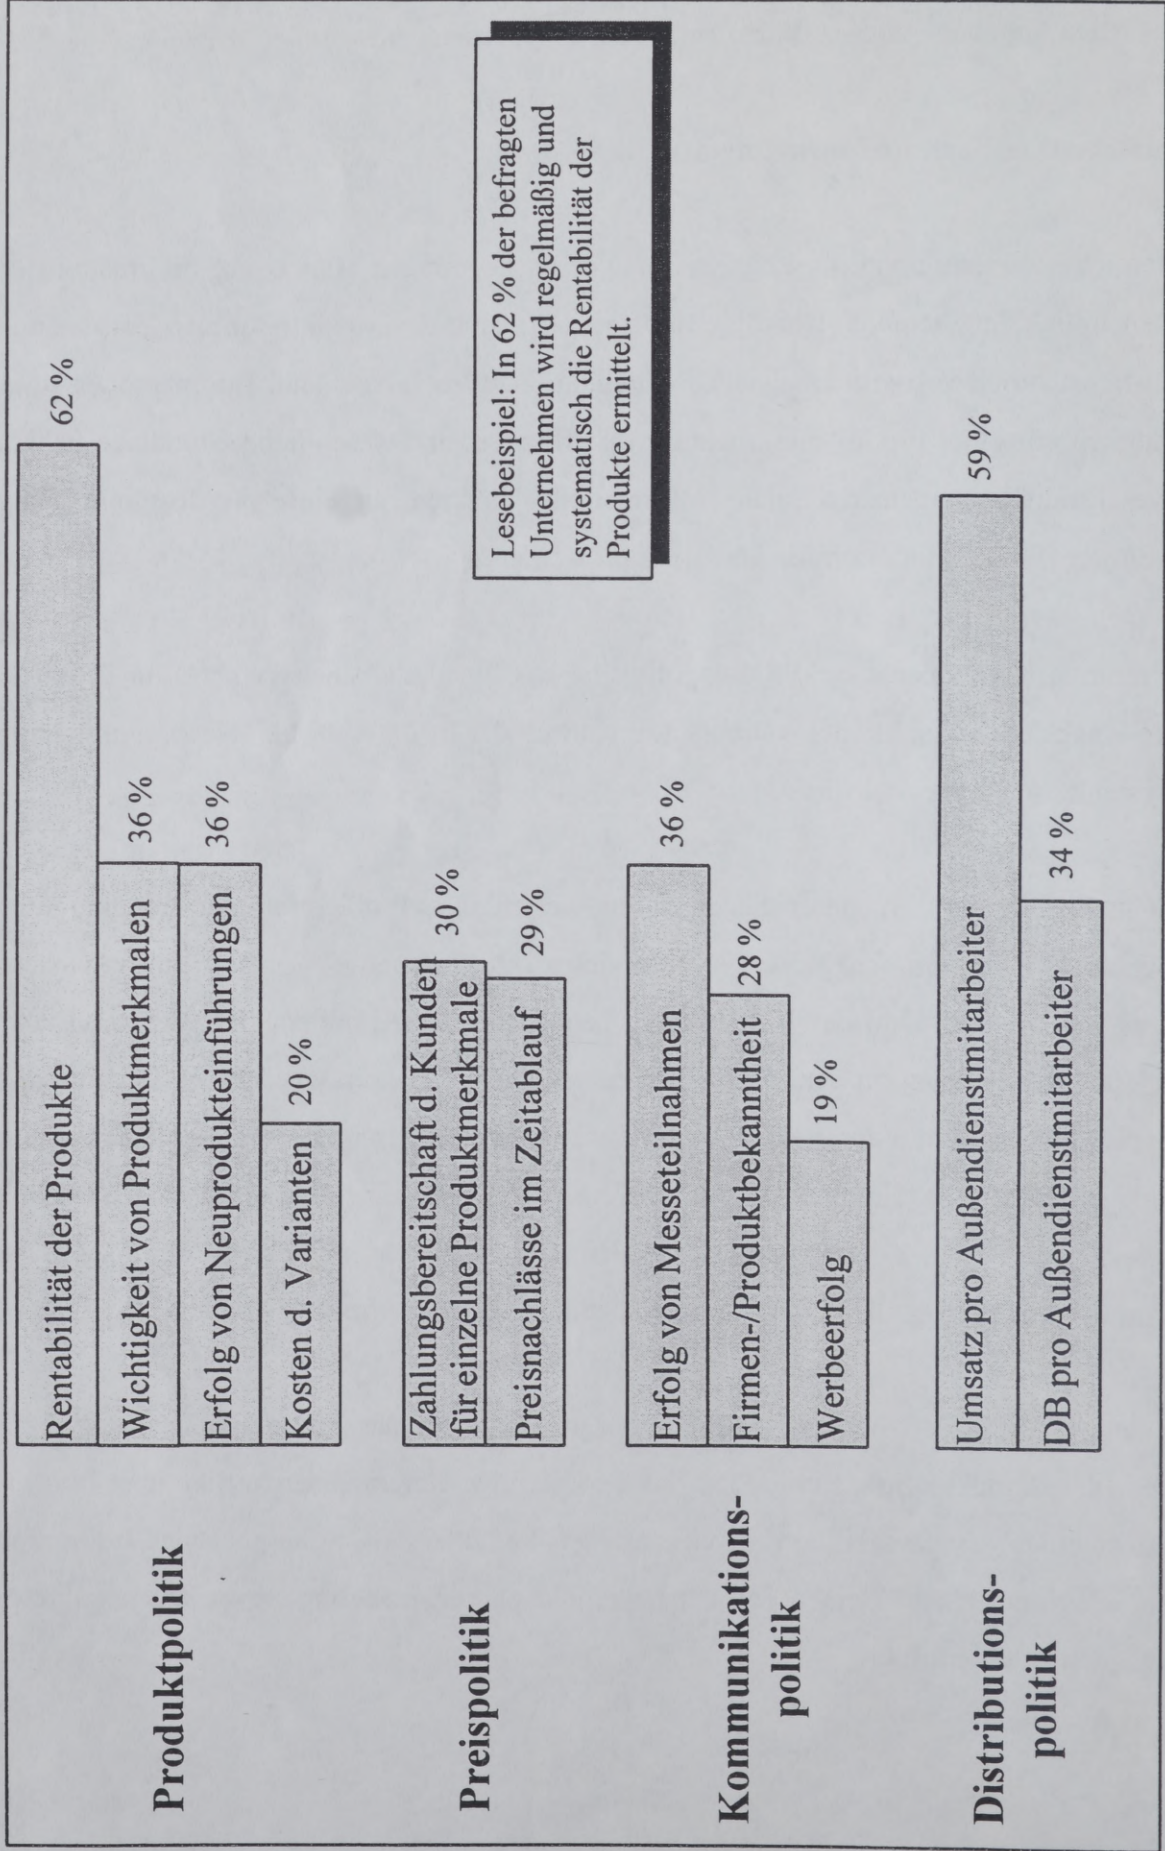 Produktpolitik
Rentabilität der Produkte
62 %
Wichtigkeit von Produktmerkmalen
36 %
Erfolg von Neuprodukteinführungen
36 %
Kosten d. Varianten
20 %
Preispolitik
Zahlungsbereitschaft d. Kunden
für einzelne Produktmerkmale
30 %
Preisnachlässe im Zeitablauf
29 %
Lesebeispiel: In 62 % der befragten
Unternehmen wird regelmäßig und
systematisch die Rentabilität der
Produkte ermittelt.
Kommunikations-
politik
Erfolg von Messeteilnahmen
36 %
Firmen-/Produktbekanntheit
28 %
Werbeerfolg
19 %
Distributions-
politik
Umsatz pro Außendienstmitarbeiter
59 %
DB pro Außendienstmitarbeiter
34 %